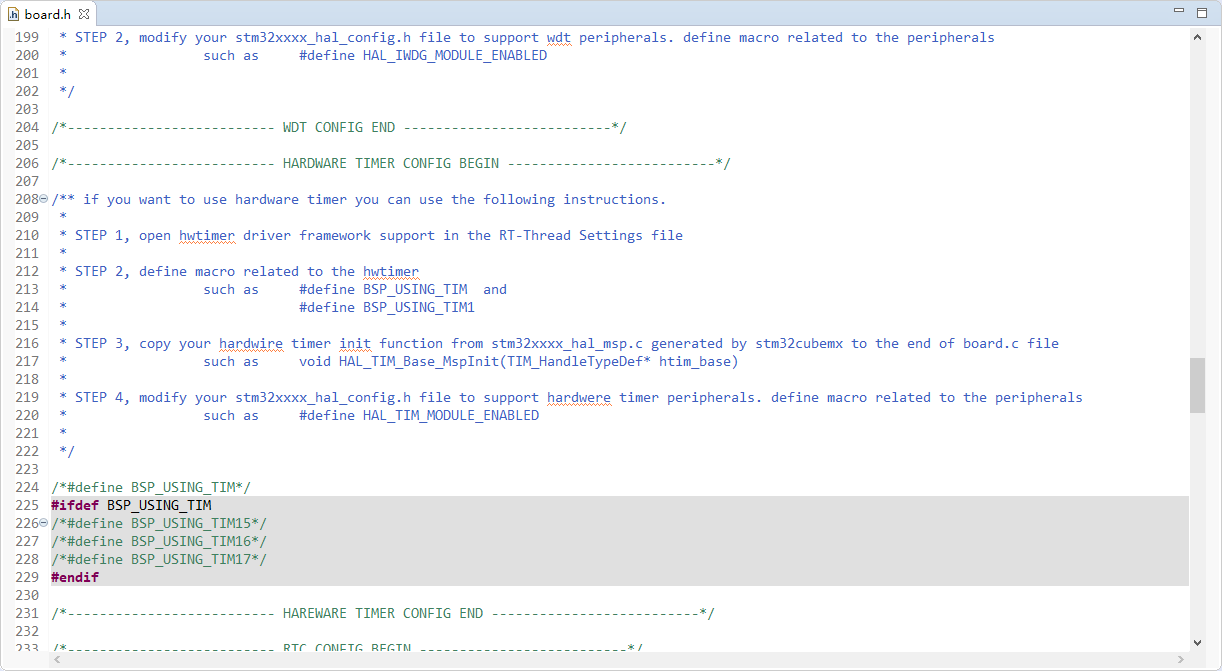 board.h
199 * STEP 2, modify your stm32xxxx_hal_config.h file to support wdt peripherals. define macro related to the peripherals
200 * such as #define HAL_IWDG_MODULE_ENABLED
201 *
202 */
203
204 /*-------------------------- WDT CONFIG END --------------------------*/
205
206 /*-------------------------- HARDWARE TIMER CONFIG BEGIN --------------------------*/
207
208 /** if you want to use hardware timer you can use the following instructions.
209 *
210 * STEP 1, open hwtimer driver framework support in the RT-Thread Settings file
211 *
212 * STEP 2, define macro related to the hwtimer
213 * such as #define BSP_USING_TIM and
214 * #define BSP_USING_TIM1
215 *
216 * STEP 3, copy your hardwire timer init function from stm32xxxx_hal_msp.c generated by stm32cubemx to the end of board.c file
217 * such as void HAL_TIM_Base_MspInit(TIM_HandleTypeDef* htim_base)
218 *
219 * STEP 4, modify your stm32xxxx_hal_config.h file to support hardwere timer peripherals. define macro related to the peripherals
220 * such as #define HAL_TIM_MODULE_ENABLED
221 *
222 */
223
224 /*#define BSP_USING_TIM*/
225 #ifdef BSP_USING_TIM
226 /*#define BSP_USING_TIM15*/
227 /*#define BSP_USING_TIM16*/
228 /*#define BSP_USING_TIM17*/
229 #endif
230
231 /*-------------------------- HAREWARE TIMER CONFIG END --------------------------*/
232
233 /*-------------------------- RTC CONFIG BEGIN --------------------------*/